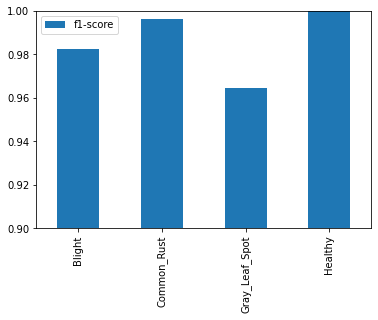 1.00
0.98
0.96
0.94
0.92
0.90
f1-score
Blight
Common_Rust
Gray_Leaf_Spot
Healthy